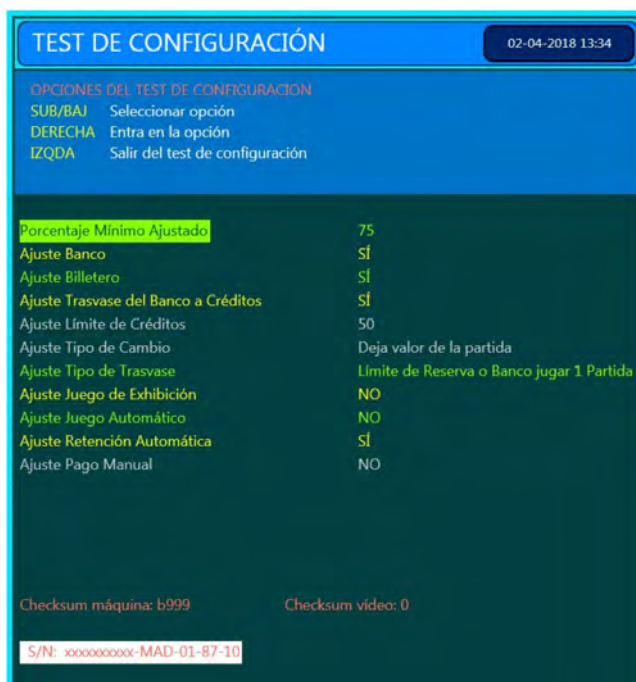 TEST DE CONFIGURACIÓN 02-04-2018 13:34
OPCIONES DEL TEST DE CONFIGURACION
SUB/BAJ Seleccionar opción
DERECHA Entra en la opción
IZQDA Salir del test de configuración
Porcentaje Mínimo Ajustado 75
Ajuste Banco SÍ
Ajuste Billetero SÍ
Ajuste Trasvase del Banco a Créditos SÍ
Ajuste Límite de Créditos 50
Ajuste Tipo de Cambio Deja valor de la partida
Ajuste Tipo de Trasvase Límite de Reserva o Banco jugar 1 Partida
Ajuste Juego de Exhibición NO
Ajuste Juego Automático NO
Ajuste Retención Automática SÍ
Ajuste Pago Manual NO
Checksum máquina: b999 Checksum vídeo: 0
S/N: xxxxxxxxxx-MAD-01-87-10